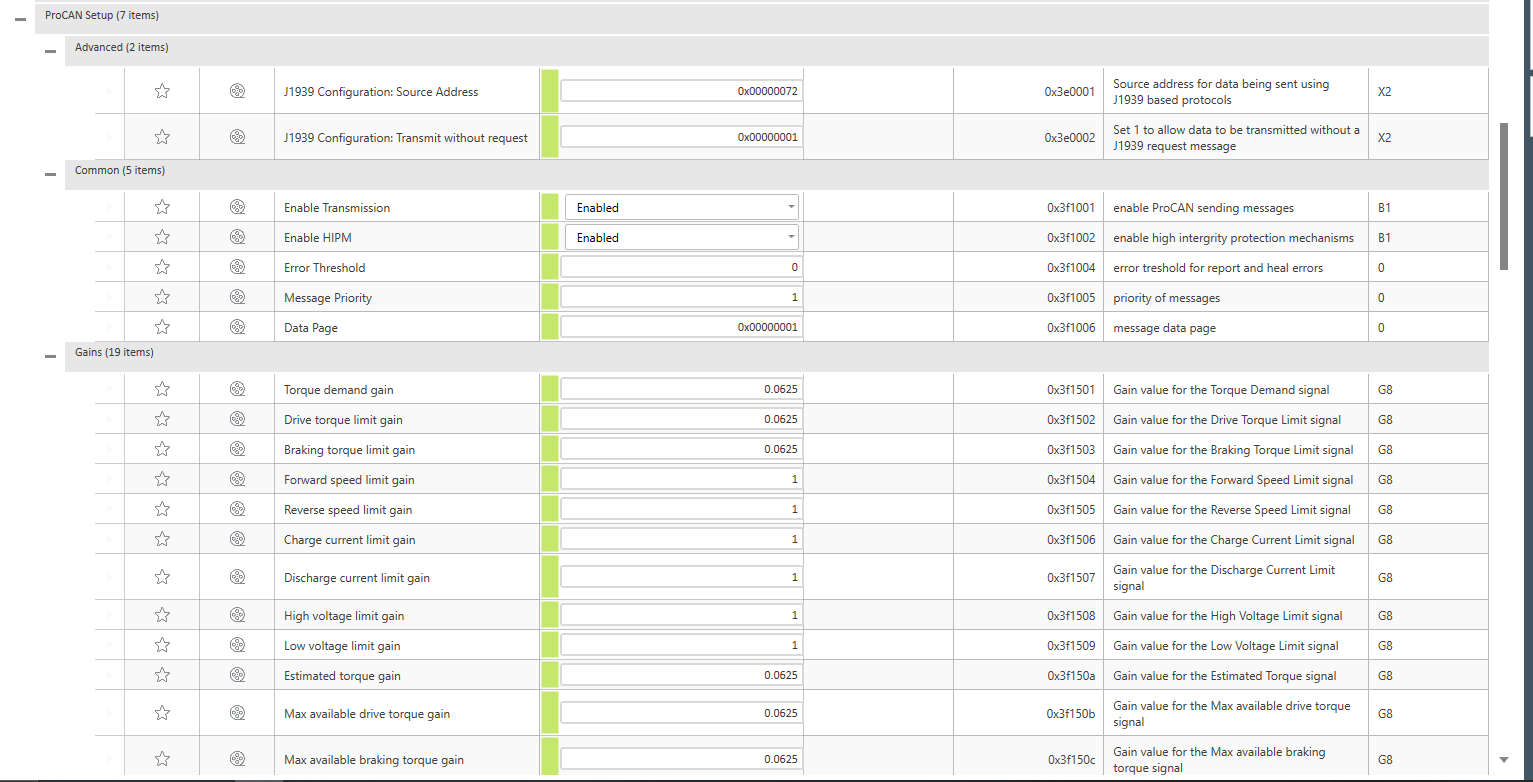 ProCAN Setup (7 items)
Advanced (2 items)
J1939 Configuration: Source Address 0x00000072 0x3e0001 Source address for data being sent using X2
J1939 based protocols
J1939 Configuration: Transmit without request 0x00000001 0x3e0002 Set 1 to allow data to be transmitted without a X2
J1939 request message
Common (5 items)
Enable Transmission Enabled 0x3f1001 enable ProCAN sending messages B1
Enable HIPM Enabled 0x3f1002 enable high intergrity protection mechanisms B1
Error Threshold 0 0x3f1004 error treshold for report and heal errors 0
Message Priority 1 0x3f1005 priority of messages 0
Data Page 0x00000001 0x3f1006 message data page 0
Gains (19 items)
Torque demand gain 0.0625 0x3f1501 Gain value for the Torque Demand signal G8
Drive torque limit gain 0.0625 0x3f1502 Gain value for the Drive Torque Limit signal G8
Braking torque limit gain 0.0625 0x3f1503 Gain value for the Braking Torque Limit signal G8
Forward speed limit gain 1 0x3f1504 Gain value for the Forward Speed Limit signal G8
Reverse speed limit gain 1 0x3f1505 Gain value for the Reverse Speed Limit signal G8
Charge current limit gain 1 0x3f1506 Gain value for the Charge Current Limit signal G8
Discharge current limit gain 1 0x3f1507 Gain value for the Discharge Current Limit G8
signal
High voltage limit gain 1 0x3f1508 Gain value for the High Voltage Limit signal G8
Low voltage limit gain 1 0x3f1509 Gain value for the Low Voltage Limit signal G8
Estimated torque gain 0.0625 0x3f150a Gain value for the Estimated Torque signal G8
Max available drive torque gain 0.0625 0x3f150b Gain value for the Max available drive torque G8
signal
Max available braking torque gain 0.0625 0x3f150c Gain value for the Max available braking G8
torque signal